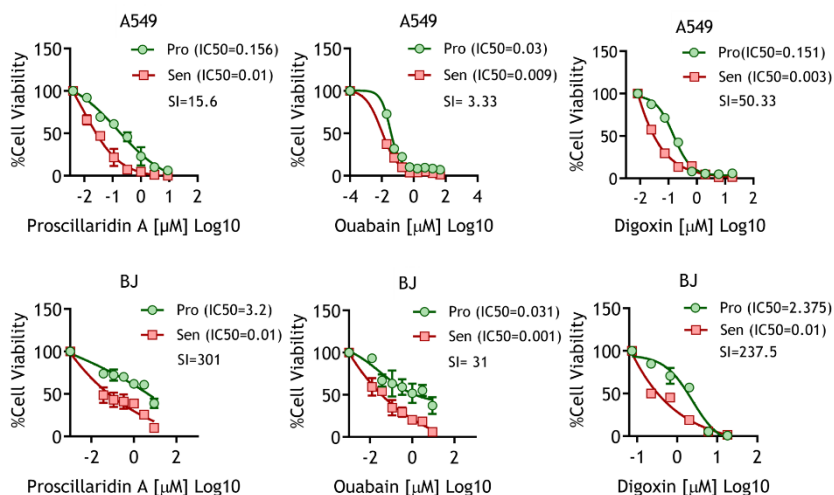 A549
Pro (IC50=0.156)
Sen (IC50=0.01)
SI=15.6
%Cell Viability
150
100
50
0
-2 -1 0 1 2
Proscillaridin A [μM] Log10
A549
Pro (IC50=0.03)
Sen (IC50=0.009)
SI= 3.33
%Cell Viability
150
100
50
0
-4 -2 0 2 4
Ouabain [μM] Log10
A549
Pro(IC50=0.151)
Sen (IC50=0.003)
SI=50.33
%Cell Viability
150
100
50
0
-2 -1 0 1 2
Digoxin [μM] Log10
BJ
Pro (IC50=3.2)
Sen (IC50=0.01)
SI=301
%Cell Viability
150
100
50
0
-2 0 2
Proscillaridin A [μM] Log10
BJ
Pro (IC50=0.031)
Sen (IC50=0.001)
SI= 31
%Cell Viability
150
100
50
0
-2 0 2
Ouabain [μM] Log10
BJ
Pro (IC50=2.375)
Sen (IC50=0.01)
SI=237.5
%Cell Viability
150
100
50
0
-1 0 1 2
Digoxin [μM] Log10